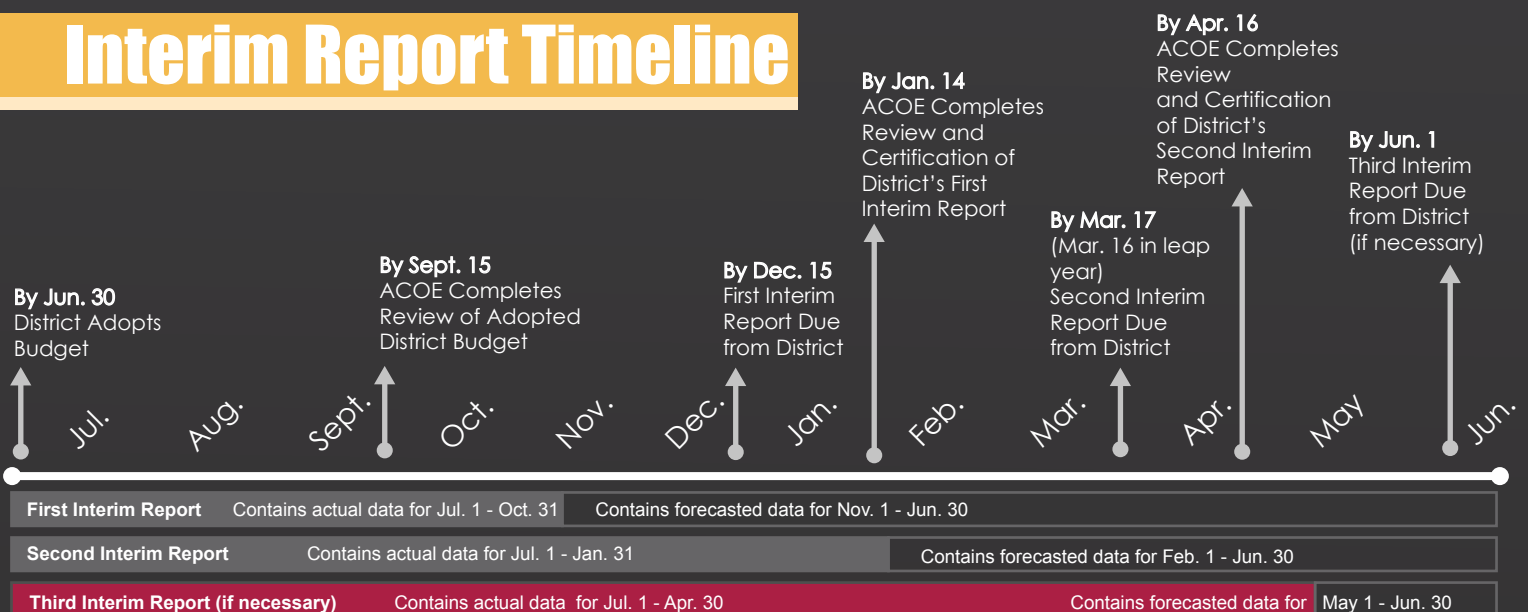 Interim Report Timeline
By Jun. 30
District Adopts
Budget
By Sept. 15
ACOE Completes
Review of Adopted
District Budget
By Dec. 15
First Interim
Report Due
from District
By Jan. 14
ACOE Completes
Review and
Certification of
District's First
Interim Report
By Mar. 17
(Mar. 16 in leap
year)
Second Interim
Report Due
from District
By Apr. 16
ACOE Completes
Review
and Certification
of District's
Second Interim
Report
By Jun. 1
Third Interim
Report Due
from District
(if necessary)
Jul.
Aug.
Sept.
Oct.
Nov.
Dec.
Jan.
Feb.
Mar.
Apr.
May
Jun.
First Interim Report Contains actual data for Jul. 1 - Oct. 31 Contains forecasted data for Nov. 1 - Jun. 30
Second Interim Report Contains actual data for Jul. 1 - Jan. 31 Contains forecasted data for Feb. 1 - Jun. 30
Third Interim Report (if necessary) Contains actual data for Jul. 1 - Apr. 30 Contains forecasted data for May 1 - Jun. 30